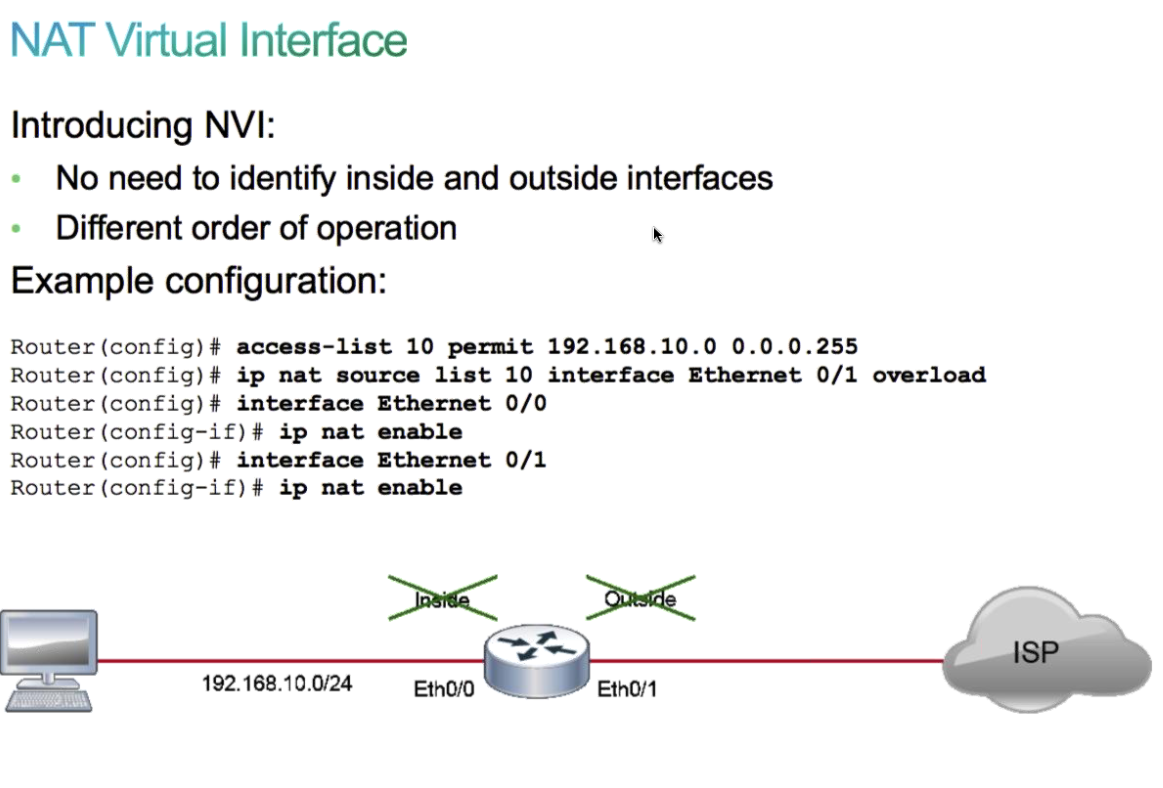 NAT Virtual Interface
Introducing NVI:
• No need to identify inside and outside interfaces
• Different order of operation
Example configuration:
Router(config)# access-list 10 permit 192.168.10.0 0.0.0.255
Router(config)# ip nat source list 10 interface Ethernet 0/1 overload
Router(config)# interface Ethernet 0/0
Router(config-if)# ip nat enable
Router(config)# interface Ethernet 0/1
Router(config-if)# ip nat enable
Inside Outside
ISP
192.168.10.0/24 Eth0/0 Eth0/1